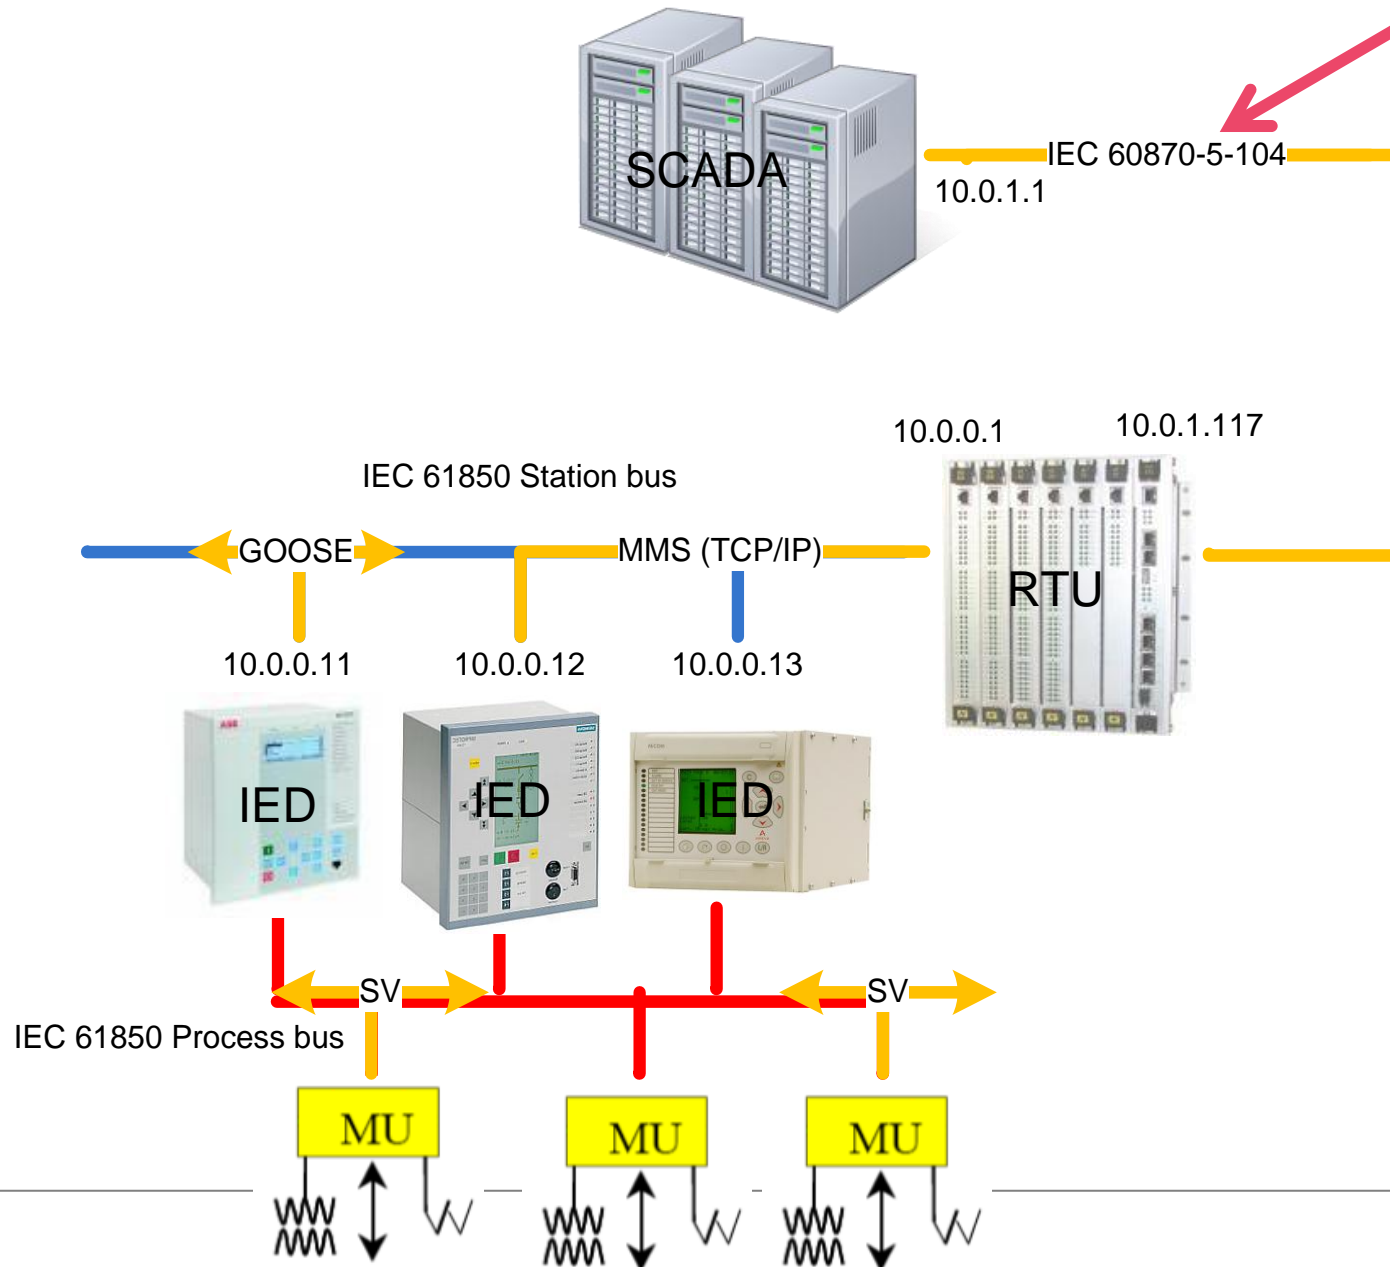 SCADA
IEC 60870-5-104
10.0.1.1
10.0.0.1
10.0.1.117
IEC 61850 Station bus
GOOSE
MMS (TCP/IP)
RTU
10.0.0.11
10.0.0.12
10.0.0.13
ABB
IED
IED
IED
SV
SV
IEC 61850 Process bus
MU
MU
MU